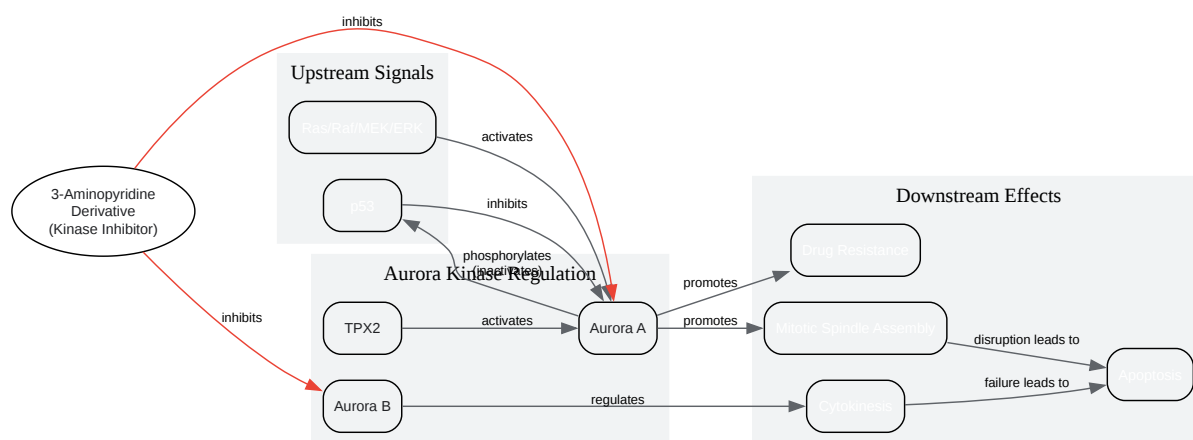 inhibits
Upstream Signals
Ras/Raf/MEK/ERK
activates
3-Aminopyridine
Derivative
(Kinase Inhibitor)
p53
inhibits
Downstream Effects
Drug Resistance
phosphorylates
(inactivates)
Aurora Kinase Regulation
promotes
inhibits
TPX2
activates
Aurora A
promotes
Mitotic Spindle Assembly
disruption leads to
Apoptosis
failure leads to
Aurora B
regulates
Cytokinesis